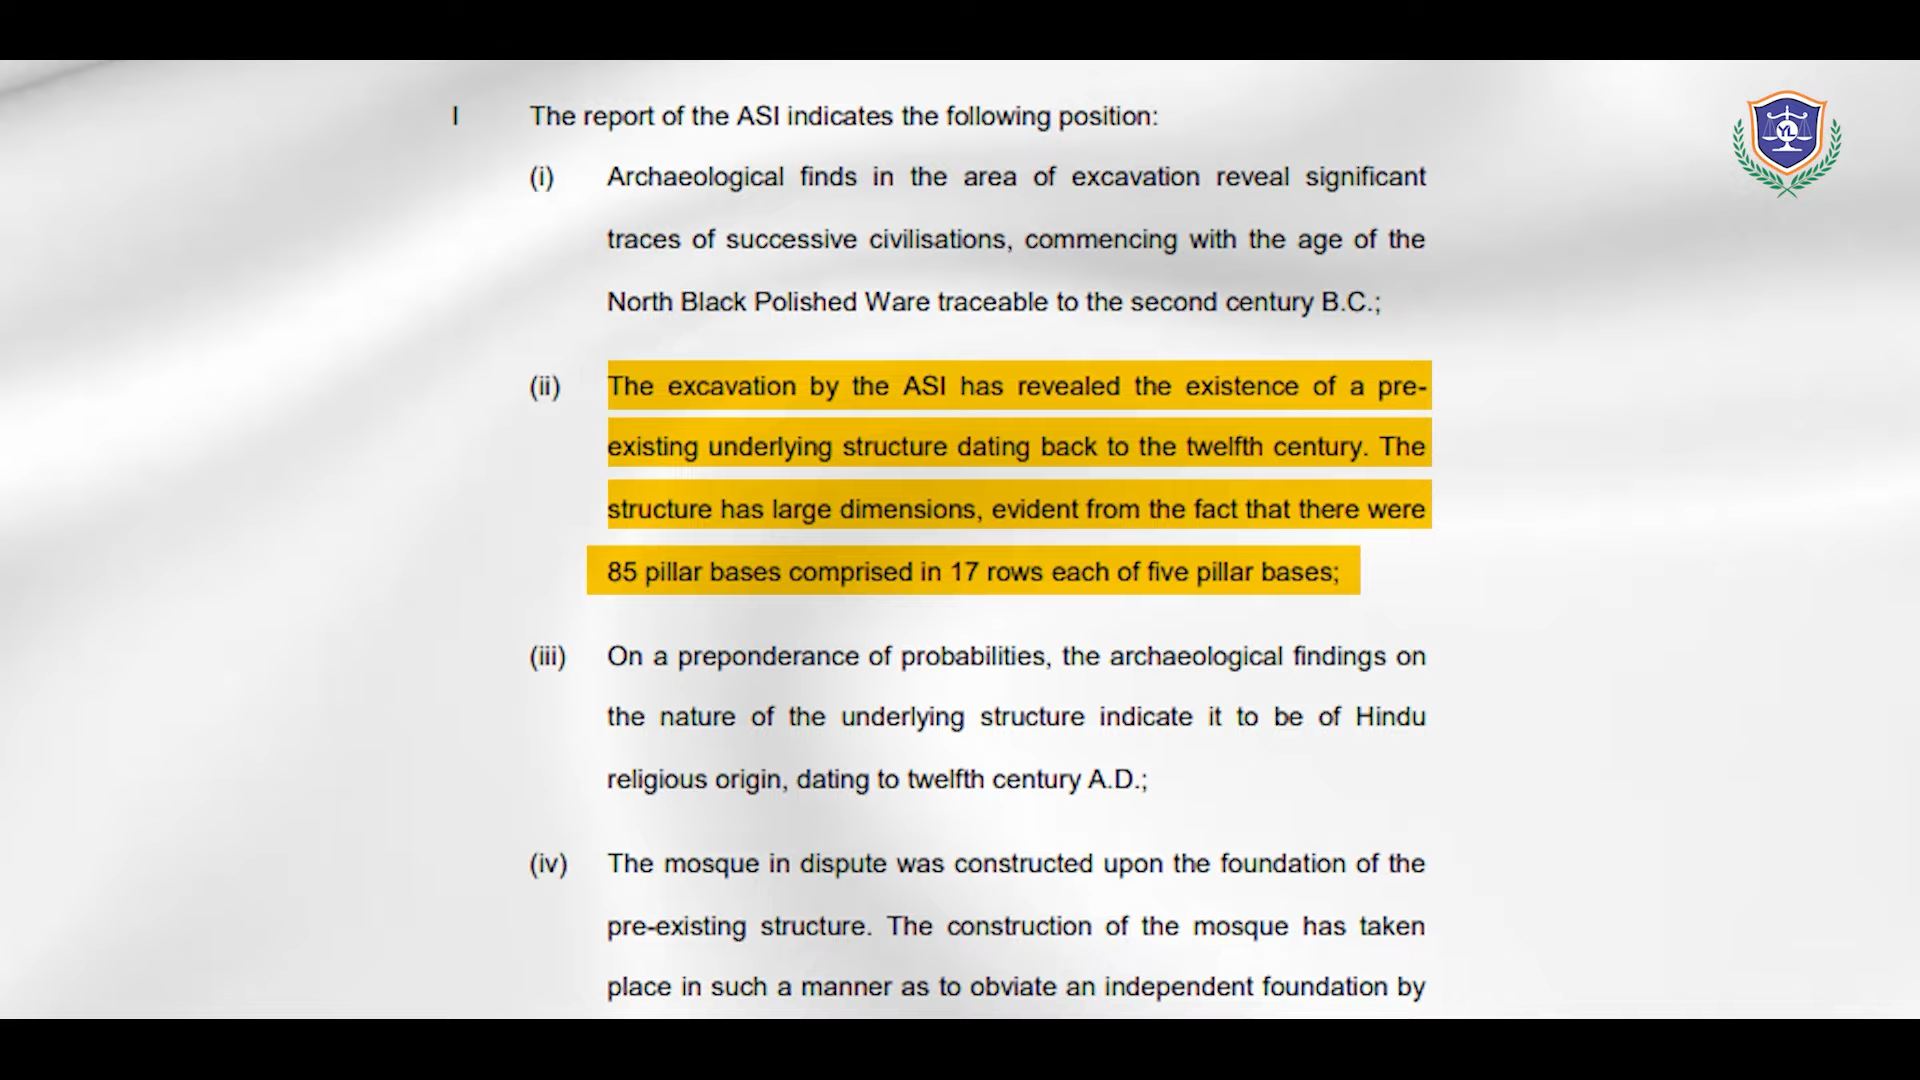 I The report of the ASI indicates the following position:
(i) Archaeological finds in the area of excavation reveal significant
traces of successive civilisations, commencing with the age of the
North Black Polished Ware traceable to the second century B.C.;
(ii) The excavation by the ASI has revealed the existence of a pre-
existing underlying structure dating back to the twelfth century. The
structure has large dimensions, evident from the fact that there were
85 pillar bases comprised in 17 rows each of five pillar bases;
(iii) On a preponderance of probabilities, the archaeological findings on
the nature of the underlying structure indicate it to be of Hindu
religious origin, dating to twelfth century A.D.;
(iv) The mosque in dispute was constructed upon the foundation of the
pre-existing structure. The construction of the mosque has taken
place in such a manner as to obviate an independent foundation by
YL